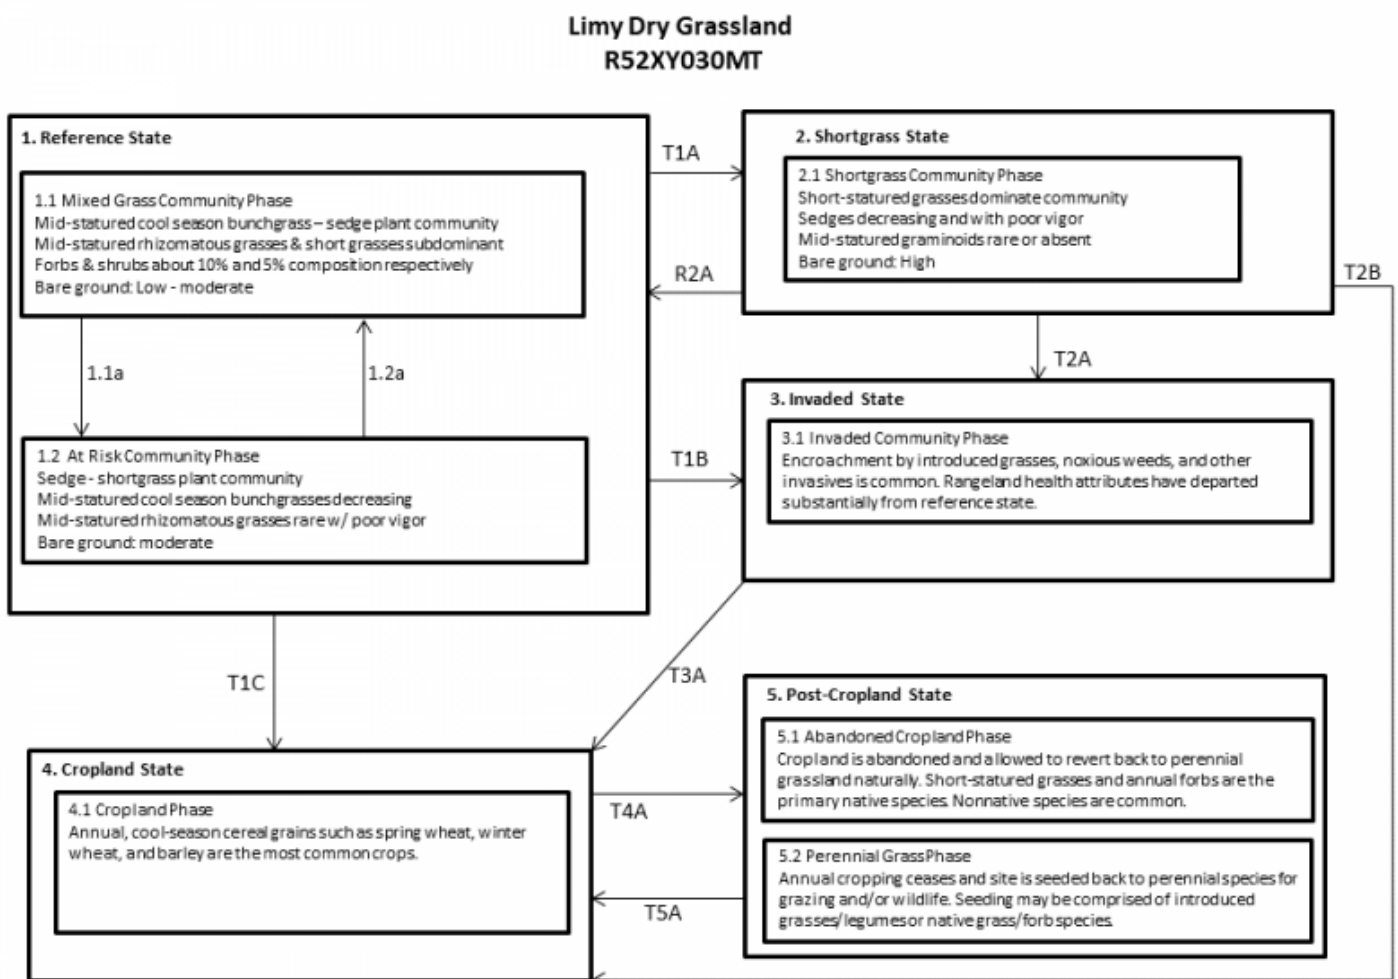 Limy Dry Grassland
R52XY030MT
1. Reference State
1.1 Mixed Grass Community Phase
Mid-statured cool season bunchgrass – sedge plant community
Mid-statured rhizomatous grasses & short grasses subdominant
Forbs & shrubs about 10% and 5% composition respectively
Bare ground: Low - moderate
1.1a
1.2a
1.2 At Risk Community Phase
Sedge - shortgrass plant community
Mid-statured cool season bunchgrasses decreasing
Mid-statured rhizomatous grasses rare w/ poor vigor
Bare ground: moderate
T1A
R2A
T1B
T1C
2. Shortgrass State
2.1 Shortgrass Community Phase
Short-statured grasses dominate community
Sedges decreasing and with poor vigor
Mid-statured graminoids rare or absent
Bare ground: High
T2B
T2A
3. Invaded State
3.1 Invaded Community Phase
Encroachment by introduced grasses, noxious weeds, and other
invasives is common. Rangeland health attributes have departed
substantially from reference state.
T3A
4. Cropland State
4.1 Cropland Phase
Annual, cool-season cereal grains such as spring wheat, winter
wheat, and barley are the most common crops.
T4A
T5A
5. Post-Cropland State
5.1 Abandoned Cropland Phase
Cropland is abandoned and allowed to revert back to perennial
grassland naturally. Short-statured grasses and annual forbs are the
primary native species. Nonnative species are common.
5.2 Perennial Grass Phase
Annual cropping ceases and site is seeded back to perennial species for
grazing and/or wildlife. Seeding may be comprised of introduced
grasses/legumes or native grass/forb species.